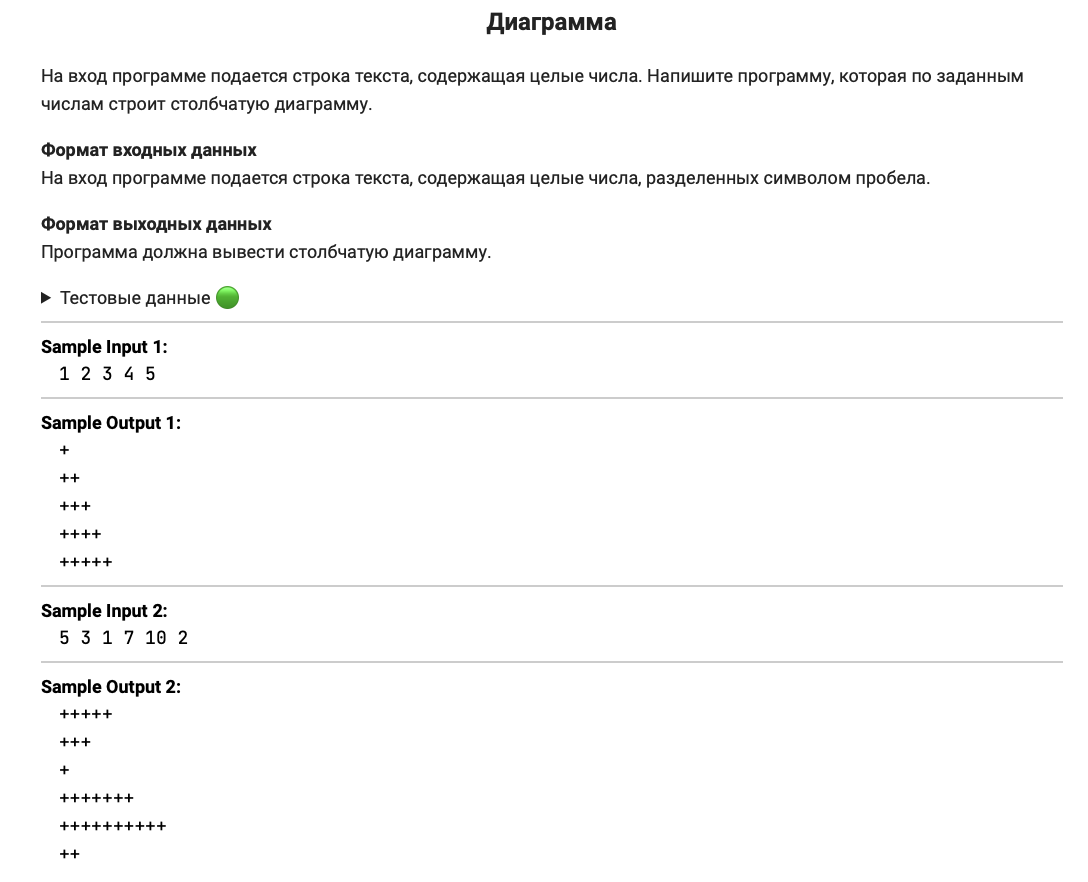 Диаграмма
На вход программе подается строка текста, содержащая целые числа. Напишите программу, которая по заданным
числам строит столбчатую диаграмму.
Формат входных данных
На вход программе подается строка текста, содержащая целые числа, разделенных символом пробела.
Формат выходных данных
Программа должна вывести столбчатую диаграмму.
Тестовые данные
Sample Input 1:
1 2 3 4 5
Sample Output 1:
+
++
+++
++++
+++++
Sample Input 2:
5 3 1 7 10 2
Sample Output 2:
+++++
+++
+
+++++++
++++++++++
++